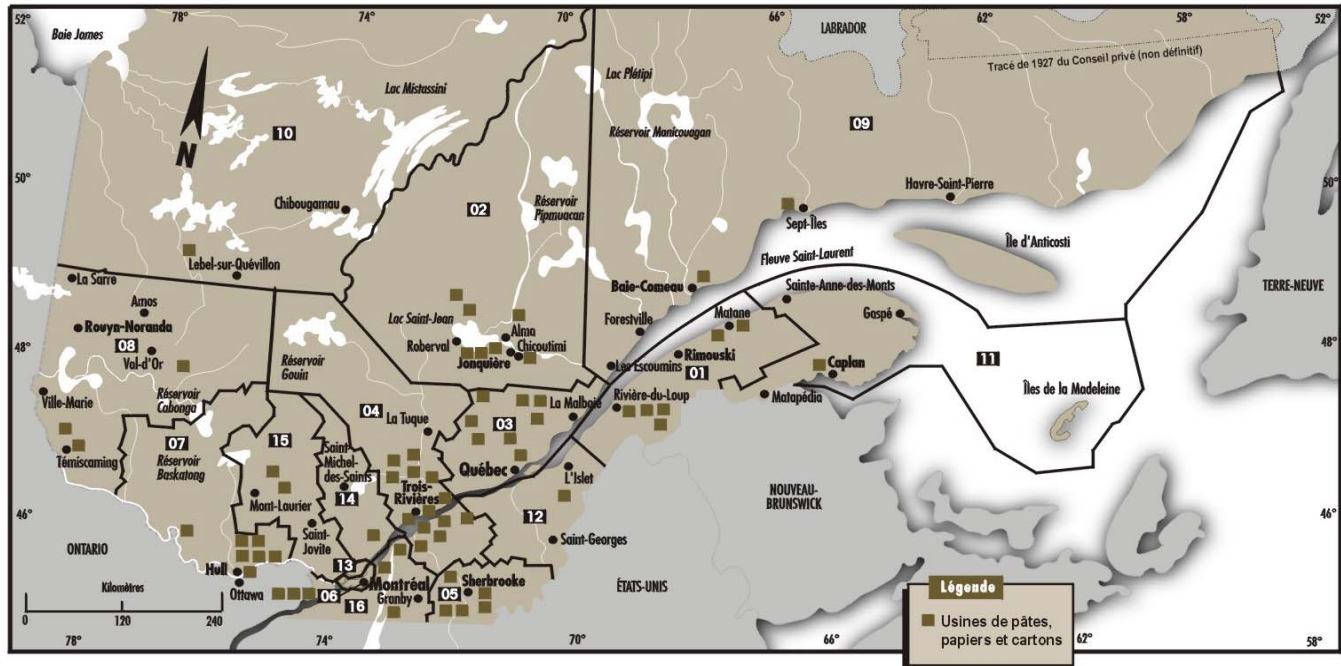 78°
74°
70°
66°
62°
58°
52°
Baie James
LABRADOR
Tracé de 1927 du Conseil privé (non définitif)
Lac Plétipi
Lac Mistassini
N
10
Réservoir Manicouagan
09
50°
50°
Havre-Saint-Pierre
Chibougamau
02
Réservoir
Pipmuacan
Sept-Îles
Île d'Anticosti
Fleuve Saint-Laurent
Lebel-sur-Quévillon
La Sarre
Baie-Comeau
Sainte-Anne-des-Monts
TERRE-NEUVE
Amos
Rouyn-Noranda
Lac Saint-Jean
Forestville
Matane
Gaspé
08
Val-d'Or
Roberval
Alma
Chicoutimi
Jonquière
48°
48°
Réservoir
Gouin
Les Escoumins
Rimouski
01
Caplan
11
Ville-Marie
Réservoir
Cabonga
Rivière-du-Loup
Matapédia
Îles de la Madeleine
04
La Tuque
La Malbaie
03
07
Réservoir
Baskatong
15
Saint-
Michel-
des-Saints
Témiscaming
Québec
L'Islet
Mont-Laurier
14
Trois-
Rivières
NOUVEAU-
BRUNSWICK
46°
46°
12
Saint-Jovite
Saint-Georges
ONTARIO
Hull
Ottawa
13
Montréal
Sherbrooke
06
16
Granby
05
ÉTATS-UNIS
Kilomètres
0
120
240
Légende
Usines de pâtes,
papiers et cartons
78°
74°
70°
66°
62°
58°